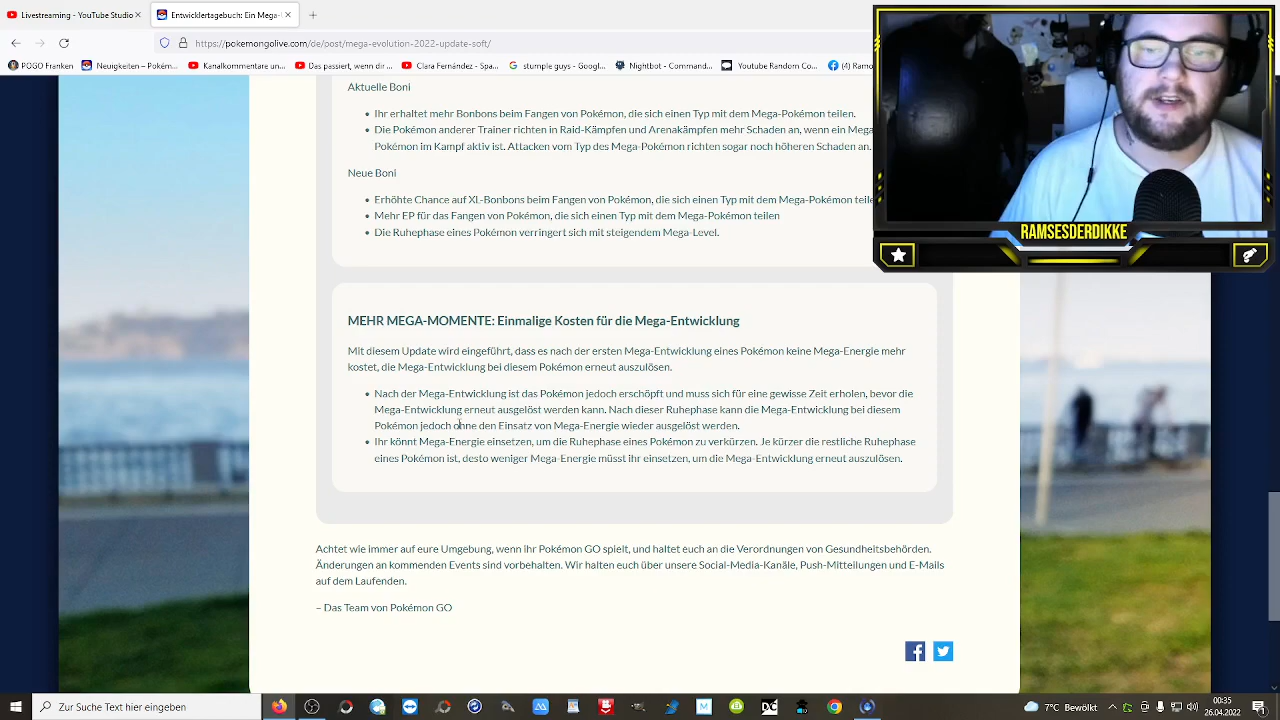 Livestreaming - YouTube S
Entwicklungsupdate: Ein Mega-
https://pokemongolive.com/post/mega-evolution-2022/
POGO Franken
Neuigkeiten – Pokém...
Kanalkommentare un...
Das passiert, wenn ihr ...
stumple guys - Googl...
Nightbot - Command...
Youtube Random Co...
Aktuelle Boni
Ihr erhaltet mehr Bonbons beim Fangen von Pokémon, die sich einen Typ mit dem Mega-Pokémon teilen.
Die Pokémon anderer Trainer richten in Raid-Kämpfen und Arenakämpfen mehr Schaden an, wenn ein Mega-
Pokémon im Kampf aktiv ist. Attacken vom Typ des Mega-Pokémon richten sogar noch höheren Schaden an.
Neue Boni
Erhöhte Chance auf XL-Bonbons beim Fangen von Pokémon, die sich einen Typ mit dem Mega-Pokémon teile
Mehr EP für das Fangen von Pokémon, die sich einen Typ mit dem Mega-Pokémon teilen
Die Ruhephase für Mega-Pokémon verringert sich mit steigendem Mega-Level.
RAMSESDERDIKKE
MEHR MEGA-MOMENTE: Einmalige Kosten für die Mega-Entwicklung
Mit diesem Update wird eingeführt, dass es nach der ersten Mega-Entwicklung eines Pokémon keine Mega-Energie mehr
kostet, die Mega-Entwicklung bei diesem Pokémon erneut auszulösen.
Nach der Mega-Entwicklung ist das Pokémon jedoch erschöpft und muss sich für eine gewisse Zeit erholen, bevor die
Mega-Entwicklung erneut ausgelöst werden kann. Nach dieser Ruhephase kann die Mega-Entwicklung bei diesem
Pokémon jedoch ohne den Einsatz von Mega-Energie wieder ausgelöst werden.
Ihr könnt Mega-Energie einsetzen, um die Ruhephase eines Pokémon zu verkürzen. Je kürzer die restliche Ruhephase
eines Pokémon ist, desto weniger Mega-Energie müsst ihr einsetzen, um die Mega-Entwicklung erneut auszulösen.
Achtet wie immer auf eure Umgebung, wenn ihr Pokémon GO spielt, und haltet euch an die Verordnungen von Gesundheitsbehörden.
Änderungen an kommenden Events sind vorbehalten. Wir halten euch über unsere Social-Media-Kanäle, Push-Mitteilungen und E-Mails
auf dem Laufenden.
– Das Team von Pokémon GO
Zur Suche Text hier eingeben
00:35
26.04.2022